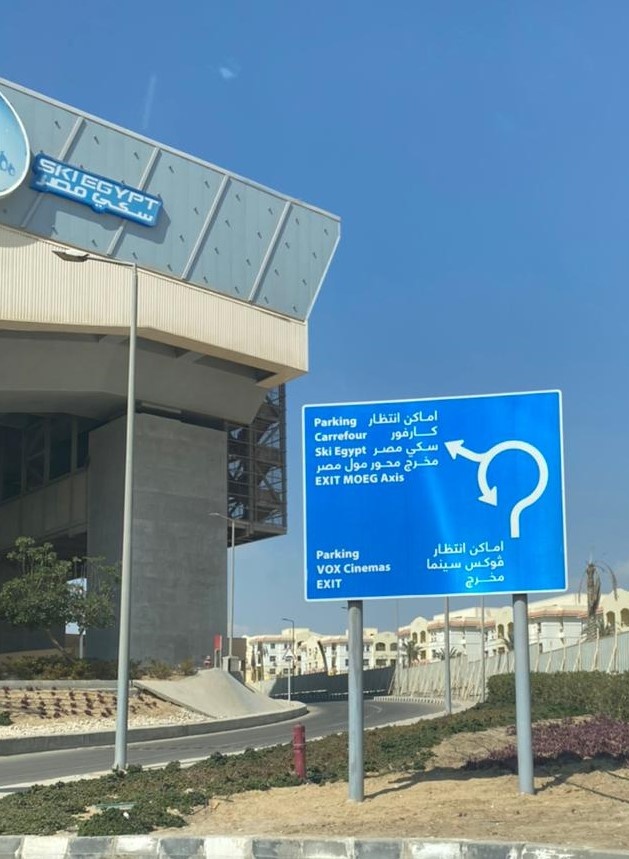 SKI EGYPT
سكي مصر
Parking اماكن انتظار
Carrefour كارفور
Ski Egypt سكي مصر
مخرج محور مول مصر
EXIT MOEG Axis
Parking اماكن انتظار
VOX Cinemas ڤوكس سينما
EXIT مخرج